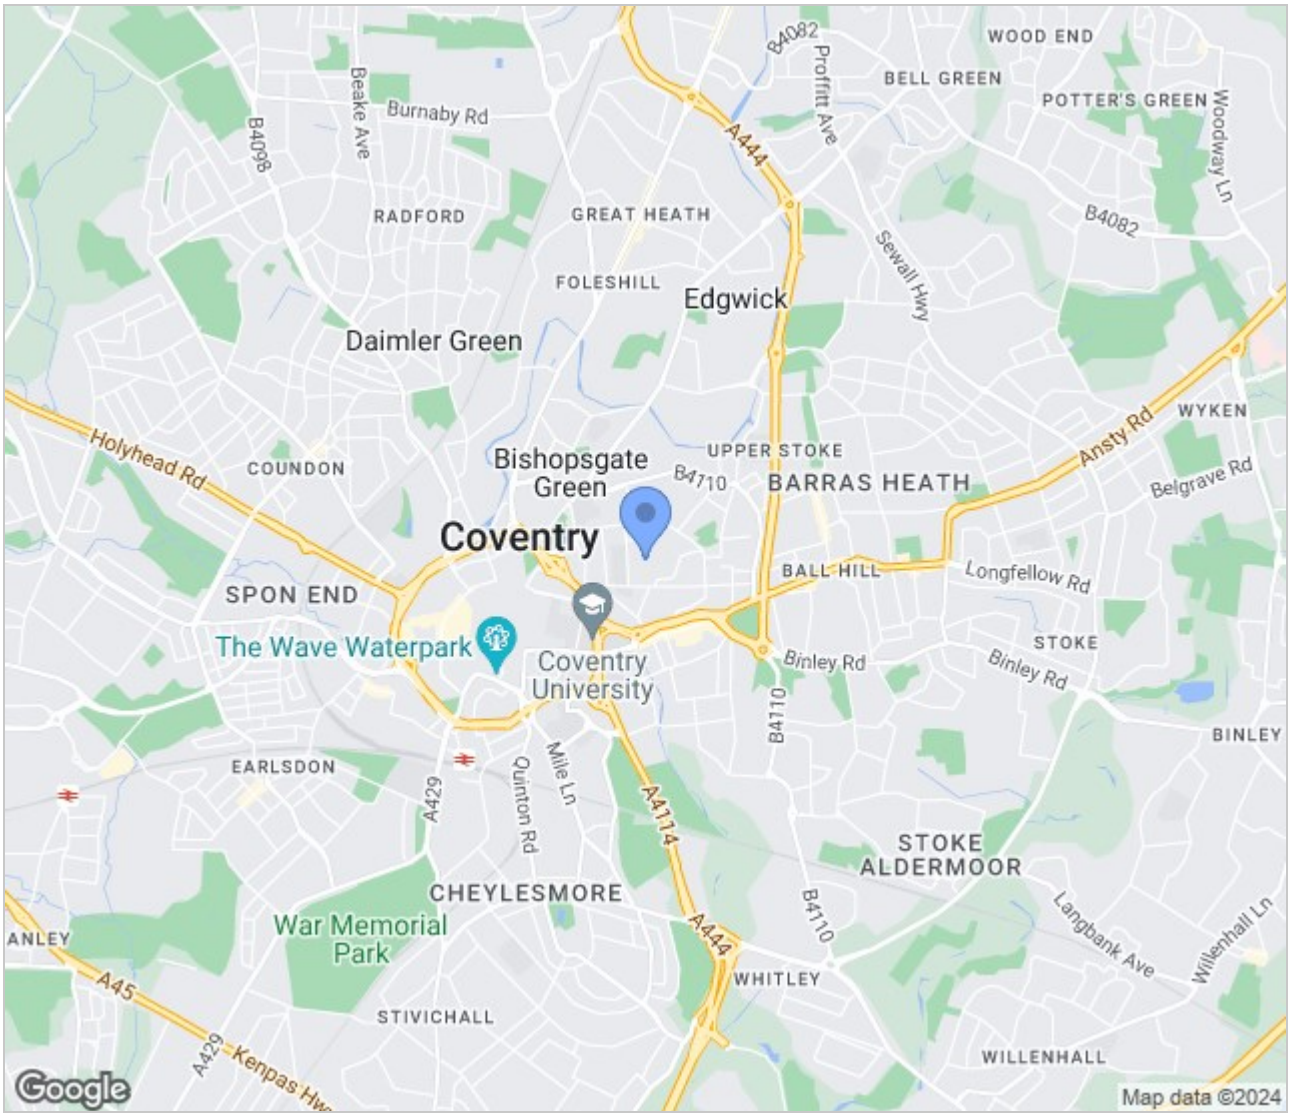 B4082
WOOD END
Proffitt Ave
BELL GREEN
Beake Ave
Burnaby Rd
POTTER'S GREEN
Woodway Ln
B4098
A444
RADFORD
GREAT HEATH
B4082
Sewall Hwy
FOLESHILL
Edgwick
Daimler Green
WYKEN
Ansty Rd
Holyhead Rd
COUNDON
UPPER STOKE
Bishopsgate
Green
B4110
BARRAS HEATH
Belgrave Rd
Coventry
BALL HILL
Longfellow Rd
SPON END
The Wave Waterpark
Coventry
University
STOKE
Binley Rd
Binley Rd
B4110
BINLEY
EARLSDON
Mile Ln
Quinton Rd
A429
A4114
STOKE
ALDERMOOR
CHEYLESMORE
War Memorial
Park
B4110
Langbank Ave
Willenhall Ln
ANLEY
A444
WHITLEY
A45
STIVICHALL
A429
Kenpas Hw
WILLENHALL
Google
Map data ©2024